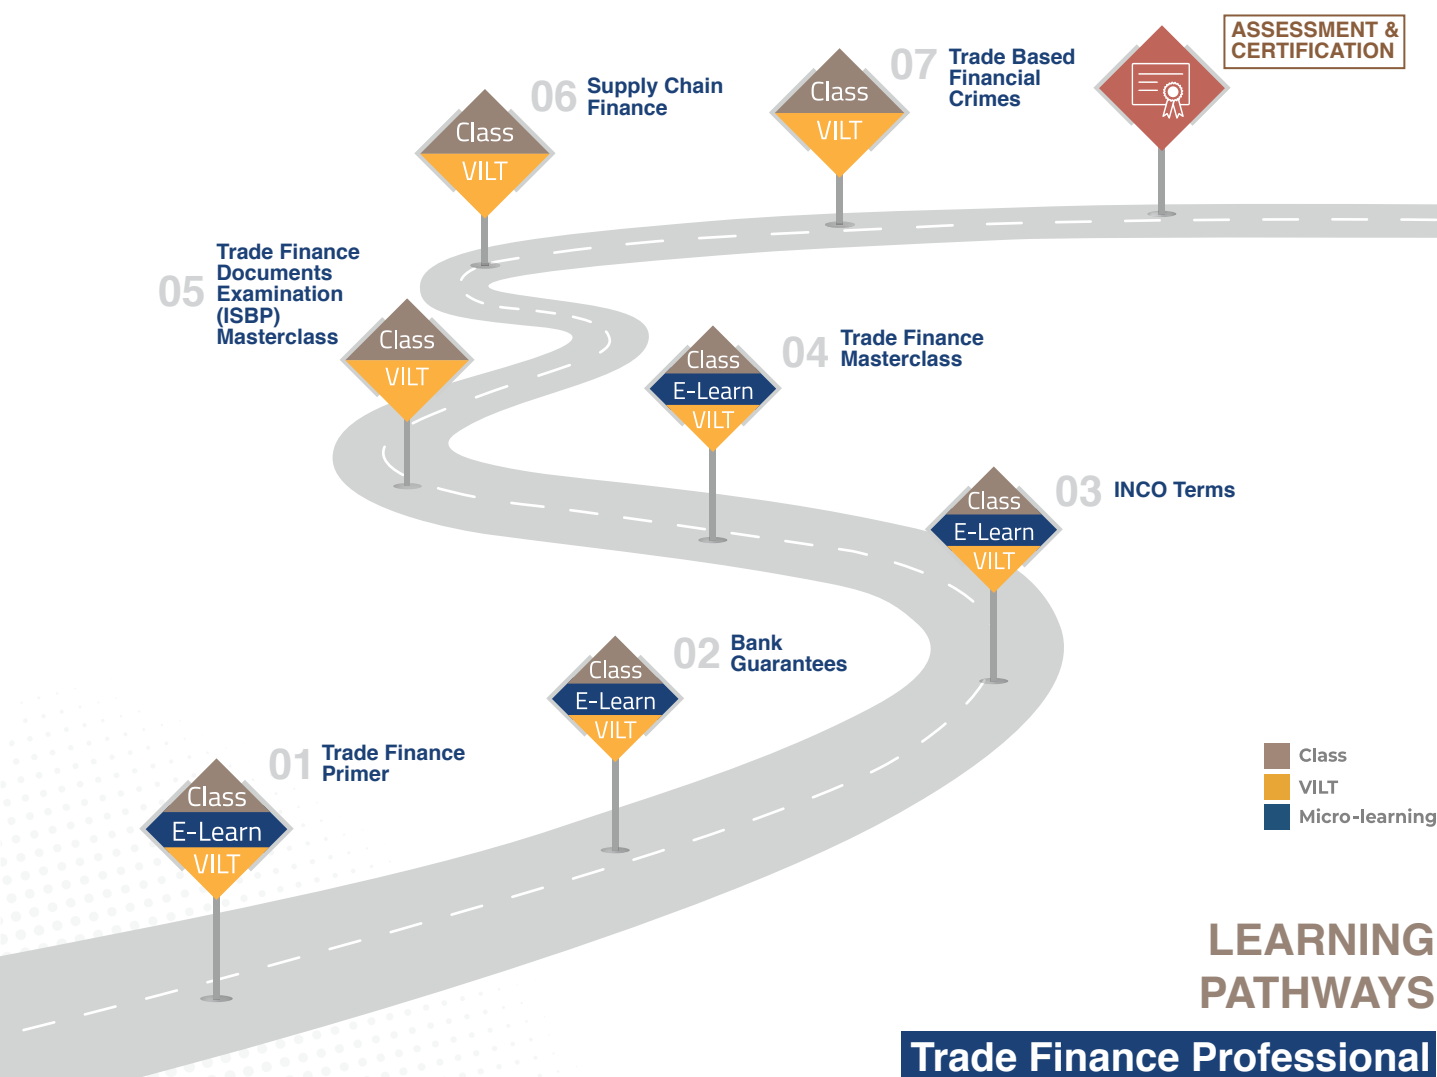 ASSESSMENT &
CERTIFICATION
07
Trade Based
Financial
Crimes
Class
VILT
06
Supply Chain
Finance
Class
VILT
05
Trade Finance
Documents
Examination
(ISBP)
Masterclass
Class
VILT
04
Trade Finance
Masterclass
Class
E-Learn
VILT
03
INCO Terms
Class
E-Learn
VILT
02
Bank
Guarantees
Class
E-Learn
VILT
01
Trade Finance
Primer
Class
E-Learn
VILT
Class
VILT
Micro-learning
LEARNING
PATHWAYS
Trade Finance Professional